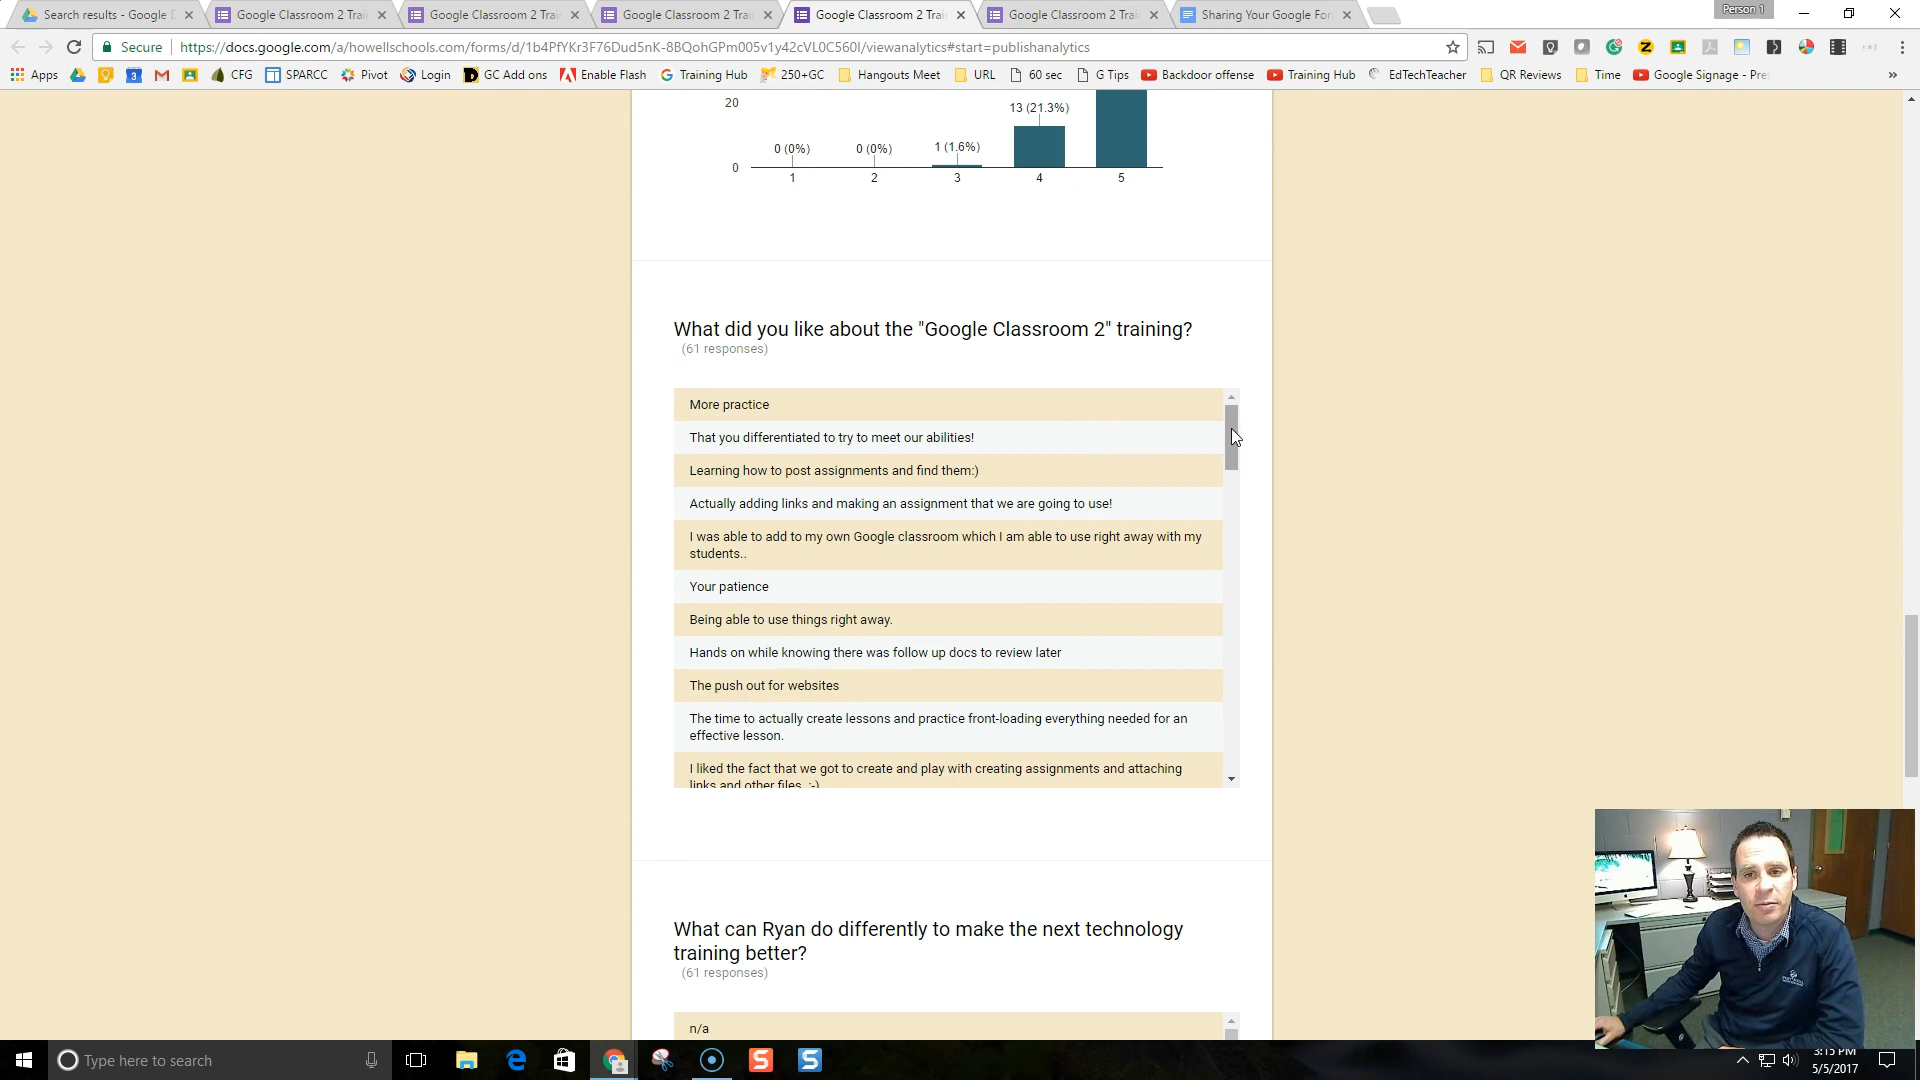 Search results - Google D
Google Classroom 2 Trai
Google Classroom 2 Trai
Google Classroom 2 Trai
Google Classroom 2 Trai
Google Classroom 2 Trai
Sharing Your Google For
Person 1
Secure
https://docs.google.com/a/howellschools.com/forms/d/1b4PfYKr3F76Dud5nK-8BQohGPm005v1y42cVL0C560I/viewanalytics#start=publishanalytics
Apps
CFG
SPARCC
Pivot
Login
GC Add ons
Enable Flash
Training Hub
250+GC
Hangouts Meet
URL
60 sec
G Tips
Backdoor offense
Training Hub
EdTechTeacher
QR Reviews
Time
Google Signage - Pre
20
13 (21.3%)
0 (0%)
0 (0%)
1 (1.6%)
0
1 2 3 4 5
What did you like about the "Google Classroom 2" training?
(61 responses)
More practice
That you differentiated to try to meet our abilities!
Learning how to post assignments and find them:)
Actually adding links and making an assignment that we are going to use!
I was able to add to my own Google classroom which I am able to use right away with my
students..
Your patience
Being able to use things right away.
Hands on while knowing there was follow up docs to review later
The push out for websites
The time to actually create lessons and practice front-loading everything needed for an
effective lesson.
I liked the fact that we got to create and play with creating assignments and attaching
links and other files. :-)
What can Ryan do differently to make the next technology
training better?
(61 responses)
n/a
Type here to search
3:15 PM
5/5/2017